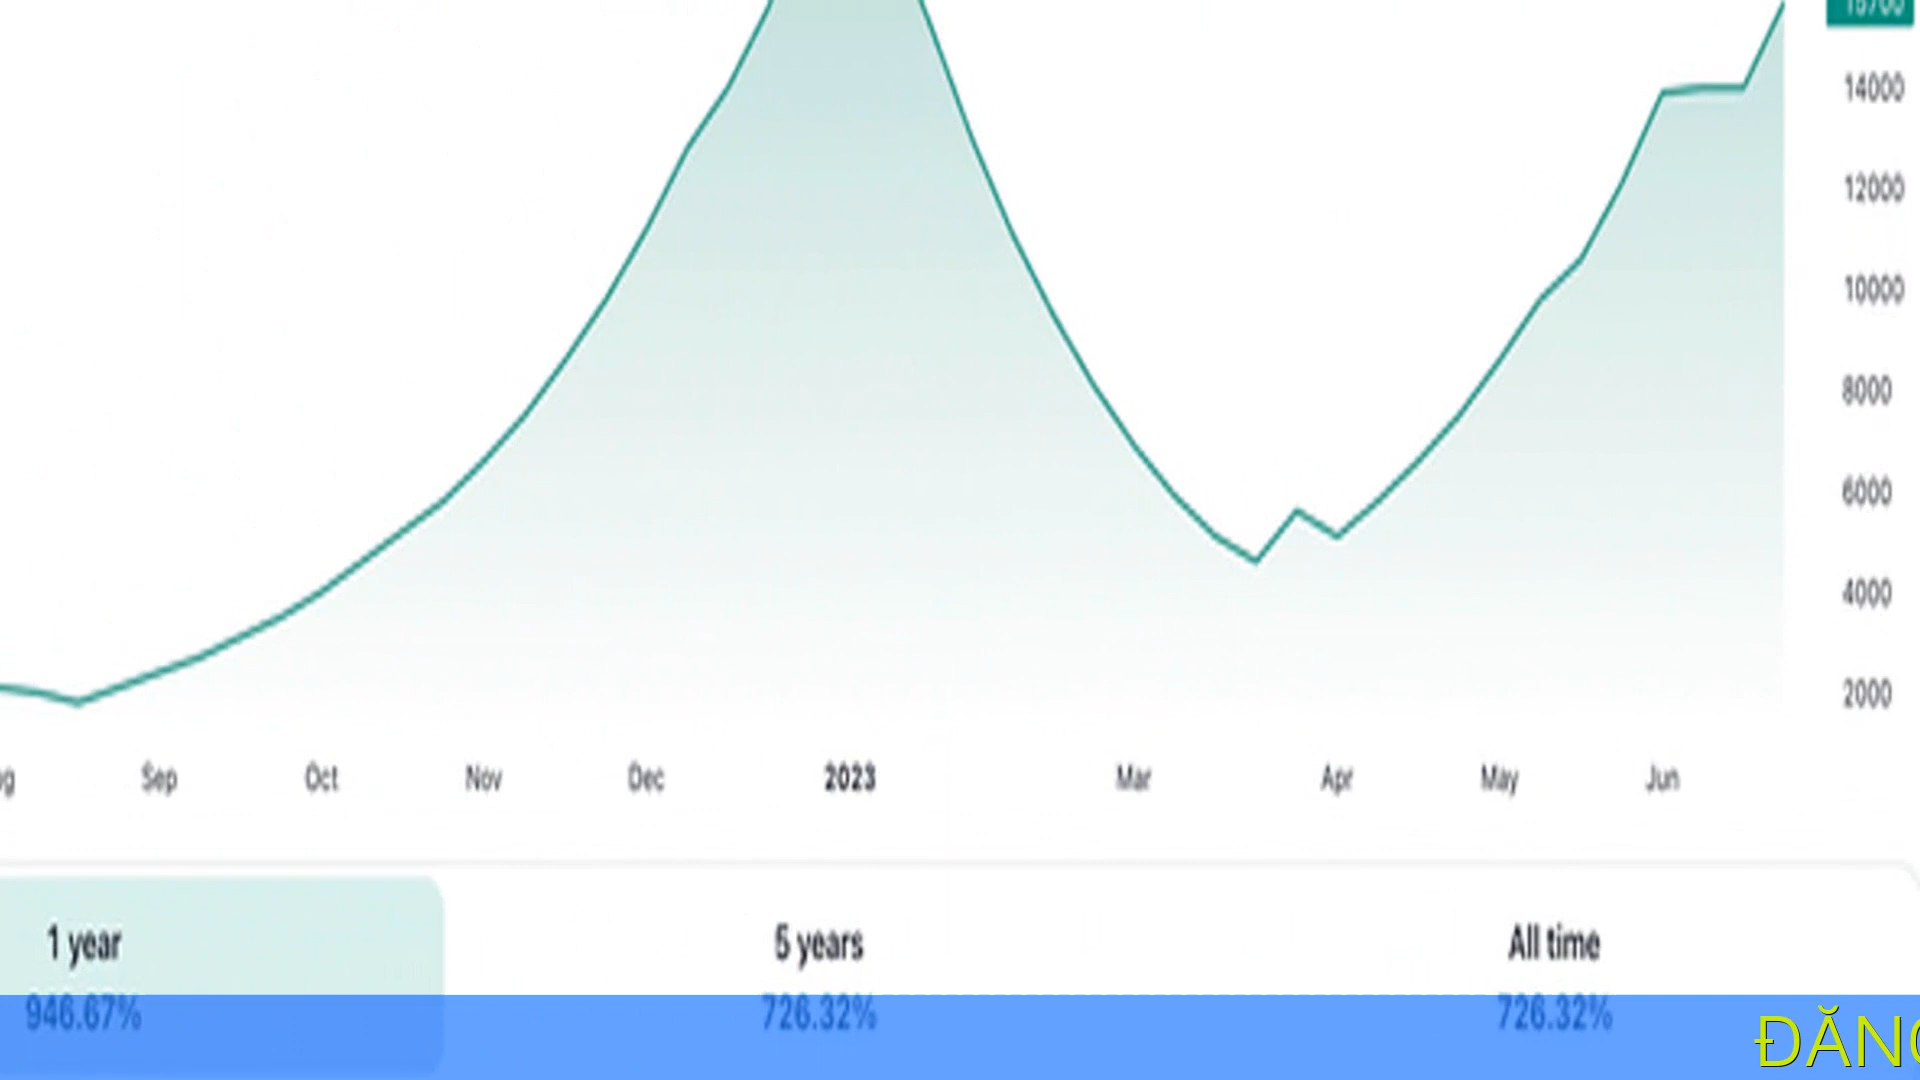 15700
14000
12000
10000
8000
6000
4000
2000
Sep Oct Nov Dec 2023 Mar Apr May Jun
1 year 5 years All time
946.67% 726.32% 726.32%